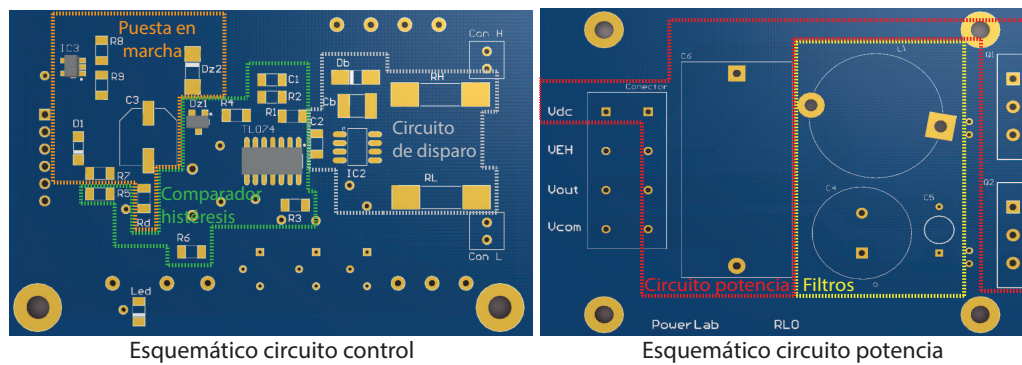 Puesta en
marcha
IC3
R8
R9
Dz2
C3
Dz1
R4
C1
R2
R1
TL074
C2
Db
Cb
RH
Con H
Circuito
de disparo
IC2
RL
D1
R7
R5
Rd
Comparador
histéresis
R3
R6
Con L
Led
Esquemático circuito control
C6
L1
Q1
Conector
Vdc
VEH
Vout
Vcom
C4
C5
Q2
Circuito potencia
Filtros
PowerLab
RLO
Esquemático circuito potencia